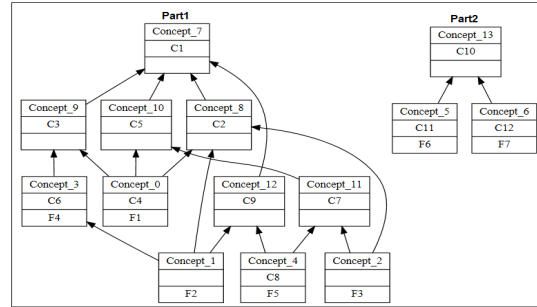 Part1
Part2
Concept_7
C1
Concept_13
C10
Concept_9
C3
Concept_10
C5
Concept_8
C2
Concept_5
C11
F6
Concept_6
C12
F7
Concept_3
C6
F4
Concept_0
C4
F1
Concept_12
C9
Concept_11
C7
Concept_1
F2
Concept_4
C8
F5
Concept_2
F3